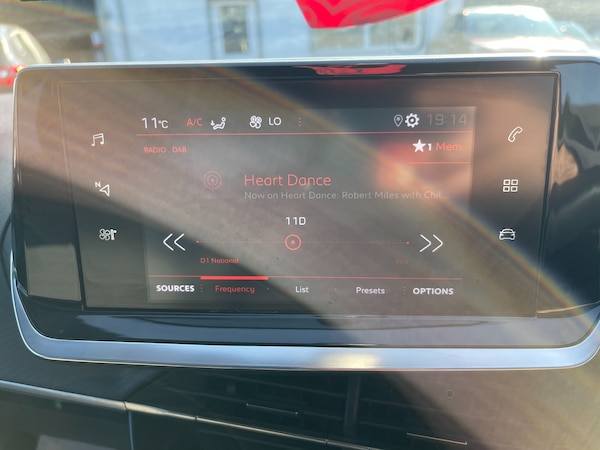 11°C A/C LO 19:14
RADIO DAB 1 Mem
Heart Dance
Now on Heart Dance: Robert Miles with Chil...
11D
D1 National
SOURCES Frequency List Presets OPTIONS
N